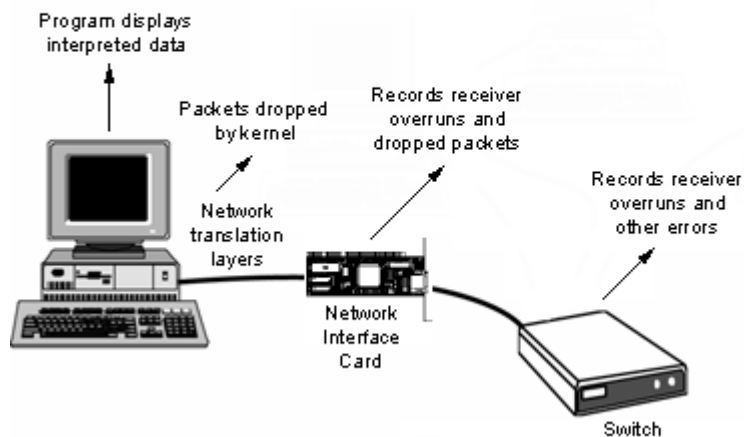 Program displays
interpreted data
Packets dropped
by kernel
Records receiver
overruns and
dropped packets
Records receiver
overruns and
other errors
Network
translation
layers
Network
Interface
Card
Switch